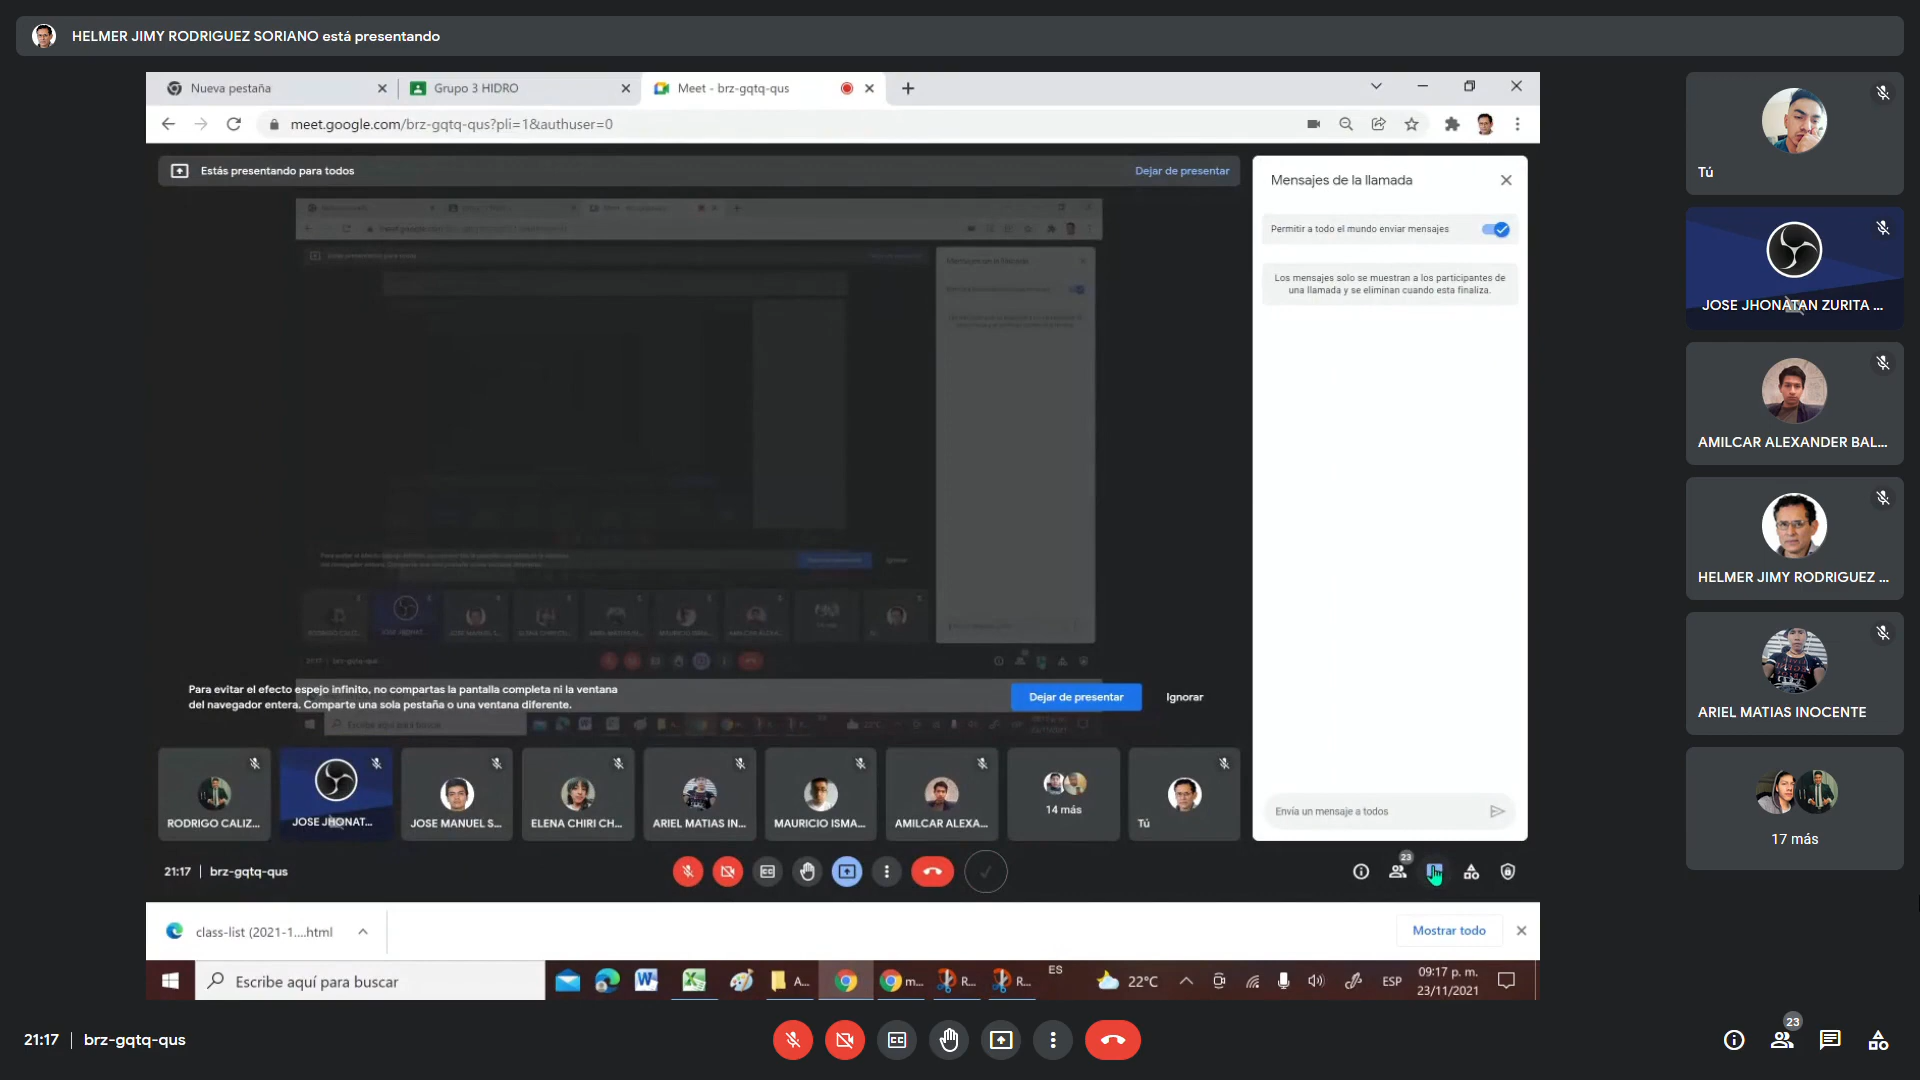 HELMER JIMY RODRIGUEZ SORIANO está presentando
Nueva pestaña
Grupo 3 HIDRO
Meet - brz-gqtq-qus
meet.google.com/brz-gqtq-qus?pli=1&authuser=0
Estás presentando para todos
Dejar de presentar
Mensajes de la llamada
Permitir a todo el mundo enviar mensajes
Los mensajes solo se muestran a los participantes de
una llamada y se eliminan cuando esta finaliza.
Para evitar el efecto espejo infinito, no compartas la pantalla completa ni la ventana
del navegador entera. Comparte una sola pestaña o una ventana diferente.
Dejar de presentar
Ignorar
RODRIGO CALIZ...
JOSE JHONAT...
JOSE MANUEL S...
ELENA CHIRI CH...
ARIEL MATIAS IN...
MAURICIO ISMA...
AMILCAR ALEXA...
14 más
Tú
Envía un mensaje a todos
21:17 | brz-gqtq-qus
23
class-list (2021-1....html
Mostrar todo
Escribe aquí para buscar
A...
m...
R...
R...
ES
22°C
ESP
09:17 p. m.
23/11/2021
Tú
JOSE JHONATAN ZURITA ...
AMILCAR ALEXANDER BAL...
HELMER JIMY RODRIGUEZ ...
ARIEL MATIAS INOCENTE
17 más
21:17 | brz-gqtq-qus
23